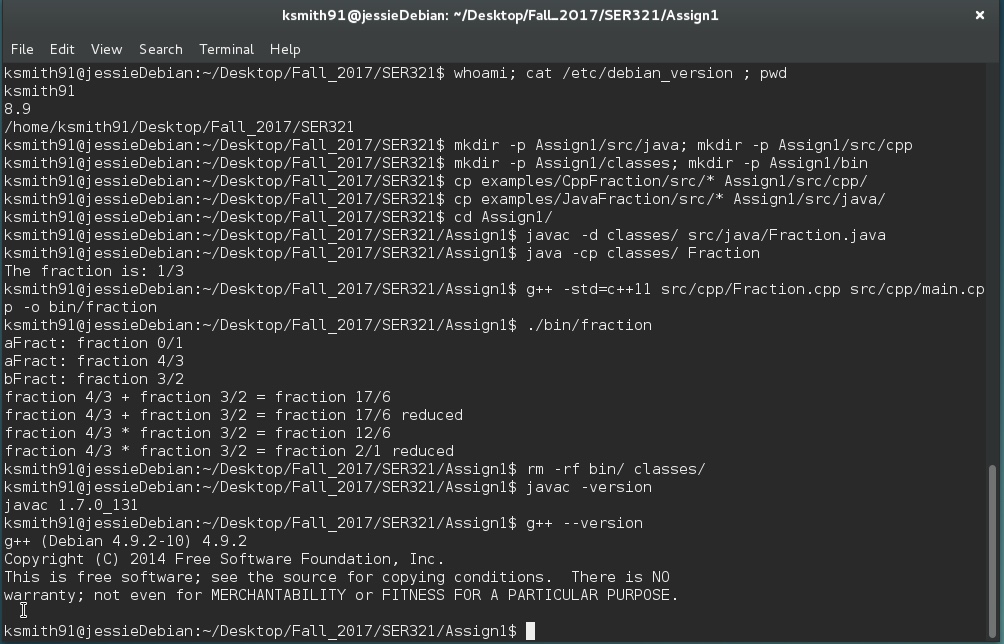 ksmith91@jessieDebian: ~/Desktop/Fall_2017/SER321/Assign1
File Edit View Search Terminal Help
ksmith91@jessieDebian:~/Desktop/Fall_2017/SER321$ whoami; cat /etc/debian_version ; pwd
ksmith91
8.9
/home/ksmith91/Desktop/Fall_2017/SER321
ksmith91@jessieDebian:~/Desktop/Fall_2017/SER321$ mkdir -p Assign1/src/java; mkdir -p Assign1/src/cpp
ksmith91@jessieDebian:~/Desktop/Fall_2017/SER321$ mkdir -p Assign1/classes; mkdir -p Assign1/bin
ksmith91@jessieDebian:~/Desktop/Fall_2017/SER321$ cp examples/CppFraction/src/* Assign1/src/cpp/
ksmith91@jessieDebian:~/Desktop/Fall_2017/SER321$ cp examples/JavaFraction/src/* Assign1/src/java/
ksmith91@jessieDebian:~/Desktop/Fall_2017/SER321$ cd Assign1/
ksmith91@jessieDebian:~/Desktop/Fall_2017/SER321/Assign1$ javac -d classes/ src/java/Fraction.java
ksmith91@jessieDebian:~/Desktop/Fall_2017/SER321/Assign1$ java -cp classes/ Fraction
The fraction is: 1/3
ksmith91@jessieDebian:~/Desktop/Fall_2017/SER321/Assign1$ g++ -std=c++11 src/cpp/Fraction.cpp src/cpp/main.cp
p -o bin/fraction
ksmith91@jessieDebian:~/Desktop/Fall_2017/SER321/Assign1$ ./bin/fraction
aFract: fraction 0/1
aFract: fraction 4/3
bFract: fraction 3/2
fraction 4/3 + fraction 3/2 = fraction 17/6
fraction 4/3 + fraction 3/2 = fraction 17/6 reduced
fraction 4/3 * fraction 3/2 = fraction 12/6
fraction 4/3 * fraction 3/2 = fraction 2/1 reduced
ksmith91@jessieDebian:~/Desktop/Fall_2017/SER321/Assign1$ rm -rf bin/ classes/
ksmith91@jessieDebian:~/Desktop/Fall_2017/SER321/Assign1$ javac -version
javac 1.7.0_131
ksmith91@jessieDebian:~/Desktop/Fall_2017/SER321/Assign1$ g++ --version
g++ (Debian 4.9.2-10) 4.9.2
Copyright (C) 2014 Free Software Foundation, Inc.
This is free software; see the source for copying conditions.  There is NO
warranty; not even for MERCHANTABILITY or FITNESS FOR A PARTICULAR PURPOSE.
ksmith91@jessieDebian:~/Desktop/Fall_2017/SER321/Assign1$